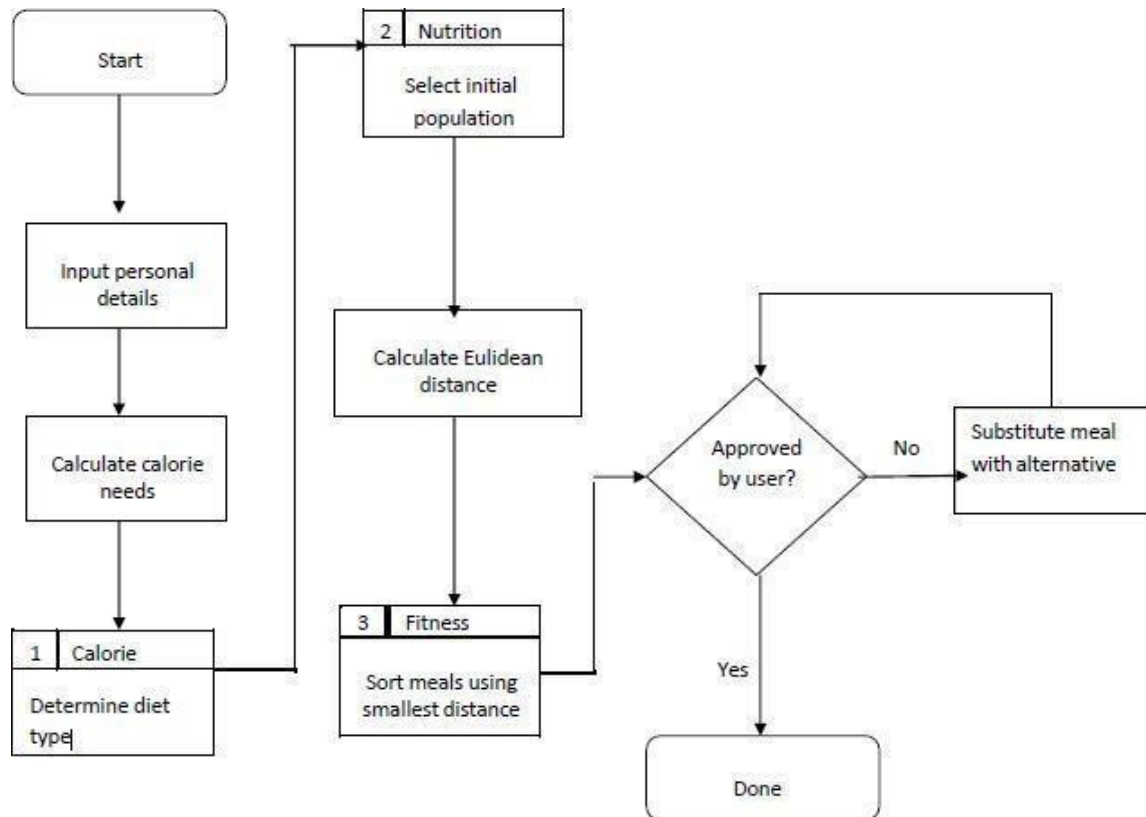 Start
Input personal
details
Calculate calorie
needs
1 Calorie
Determine diet
type
2 Nutrition
Select initial
population
Calculate Eulidean
distance
3 Fitness
Sort meals using
smallest distance
Approved
by user?
No
Substitute meal
with alternative
Yes
Done